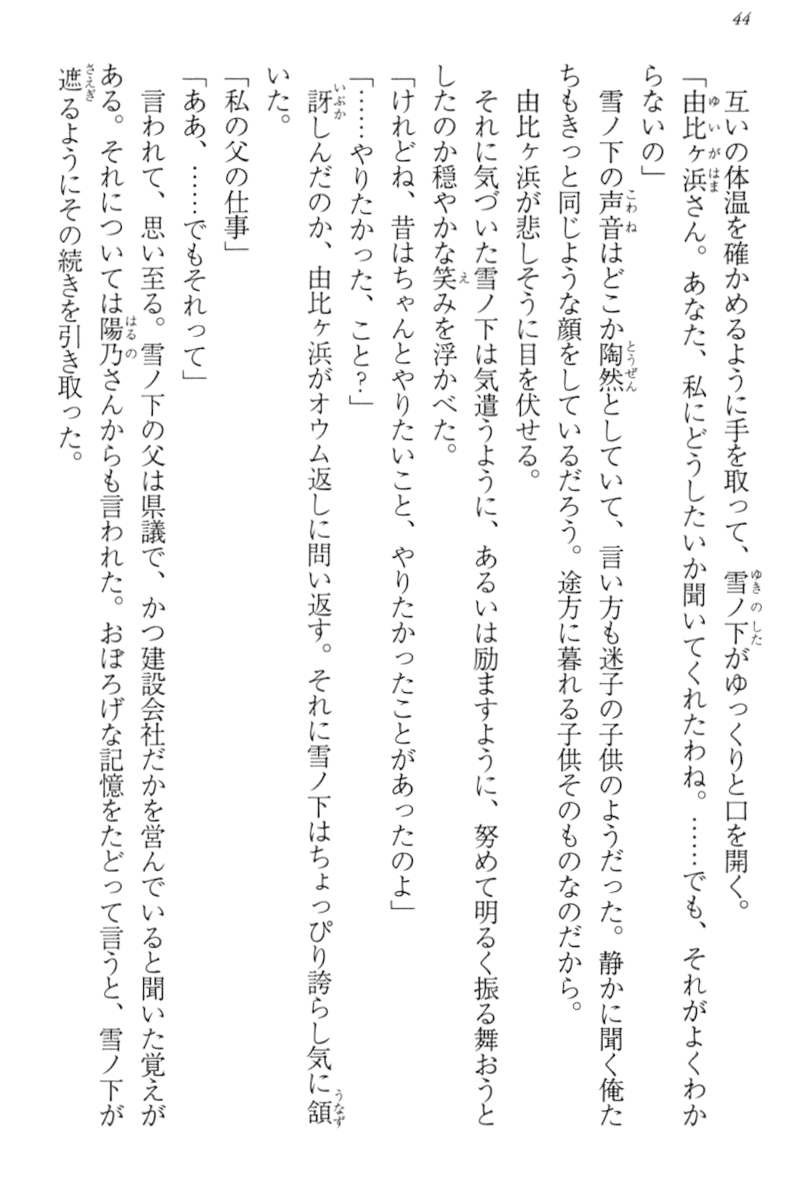 44
互いの体温を確かめるように手を取って、雪ノ下がゆっくりと口を開く。
「由比ヶ浜さん。あなた、私にどうしたいか聞いてくれたわね。……でも、それがよくわか
らないの」
雪ノ下の声音はどこか陶然としていて、言い方も迷子の子供のようだった。静かに聞く俺た
ちもきっと同じような顔をしているだろう。途方に暮れる子供そのものなのだから。
由比ヶ浜が悲しそうに目を伏せる。
それに気づいた雪ノ下は気遣うように、あるいは励ますように、努めて明るく振る舞おうと
したのか穏やかな笑みを浮かべた。
「けれどね、昔はちゃんとやりたいこと、やりたかったことがあったのよ」
「……やりたかった、こと?」
訝しんだのか、由比ヶ浜がオウム返しに問い返す。それに雪ノ下はちょっぴり誇らし気に頷
いた。
「私の父の仕事」
「ああ、……でもそれって」
言われて、思い至る。雪ノ下の父は県議で、かつ建設会社だかを営んでいると聞いた覚えが
ある。それについては陽乃さんからも言われた。おぼろげな記憶をたどって言うと、雪ノ下が
遮るようにその続きを引き取った。